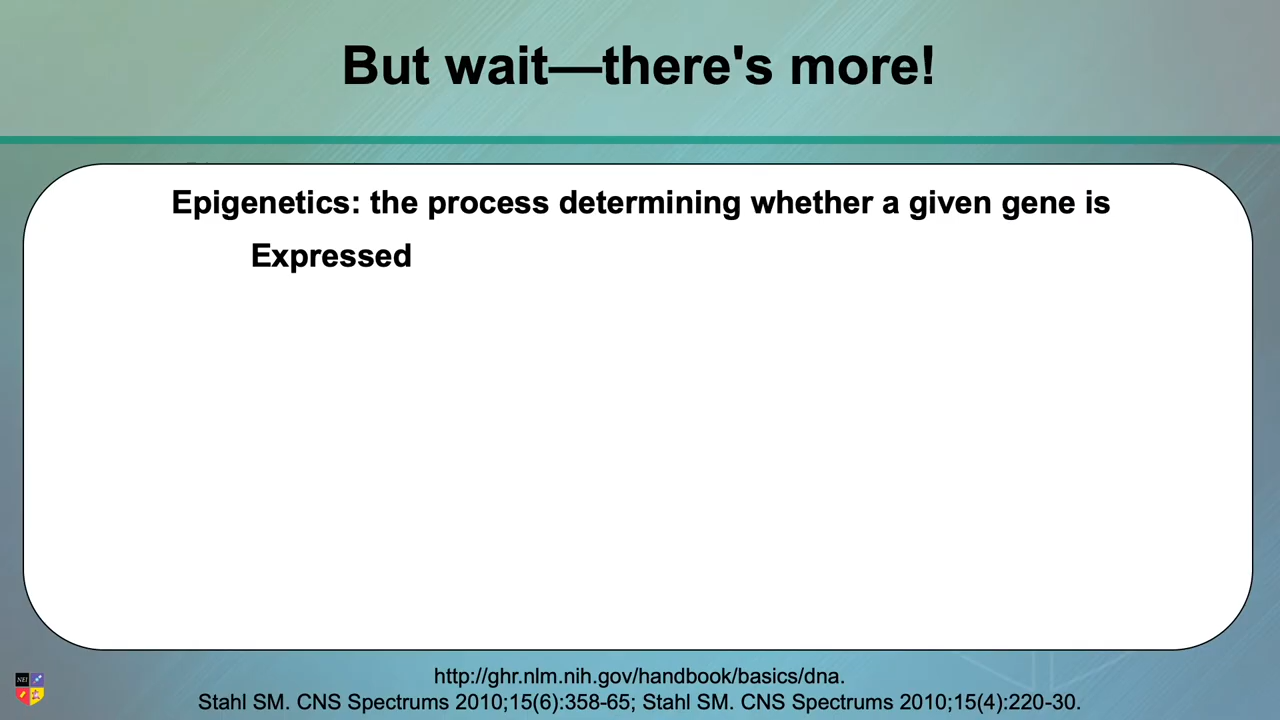 But wait—there's more!
Epigenetics: the process determining whether a given gene is
Expressed
NEI
http://ghr.nlm.nih.gov/handbook/basics/dna.
Stahl SM. CNS Spectrums 2010;15(6):358-65; Stahl SM. CNS Spectrums 2010;15(4):220-30.